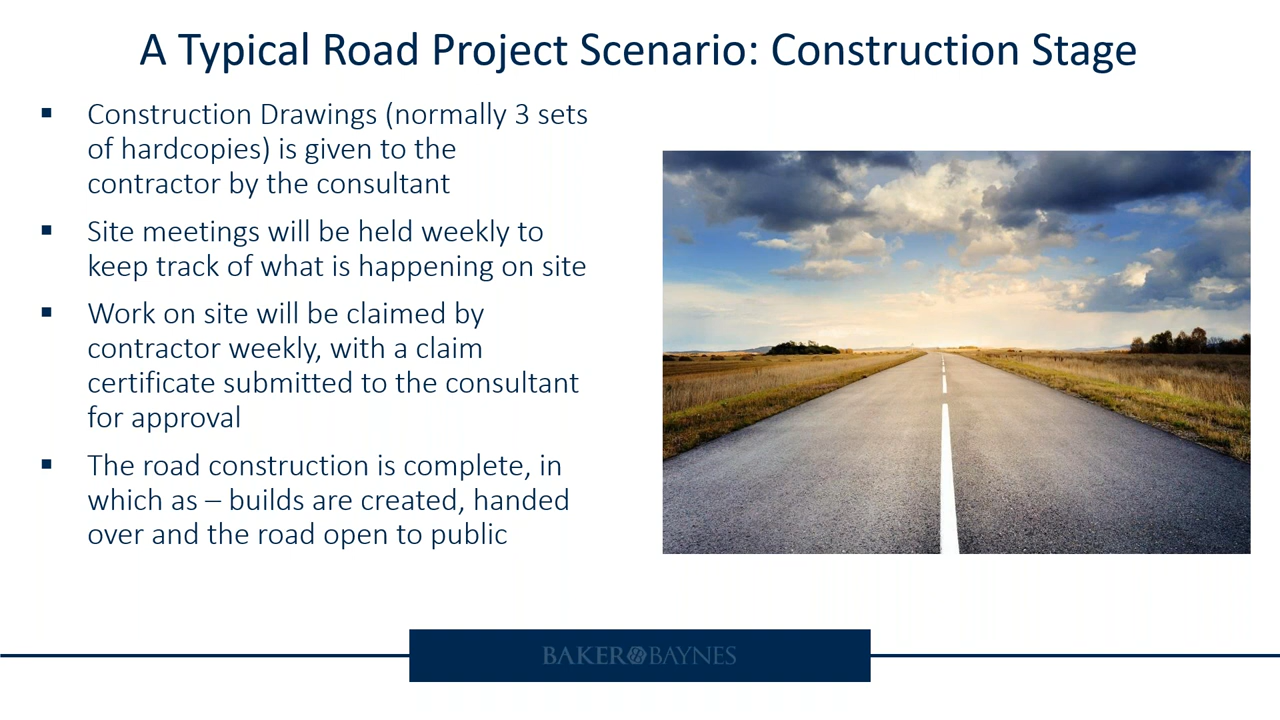 A Typical Road Project Scenario: Construction Stage
▪ Construction Drawings (normally 3 sets
of hardcopies) is given to the
contractor by the consultant
▪ Site meetings will be held weekly to
keep track of what is happening on site
▪ Work on site will be claimed by
contractor weekly, with a claim
certificate submitted to the consultant
for approval
▪ The road construction is complete, in
which as – builds are created, handed
over and the road open to public
BAKER BAYNES